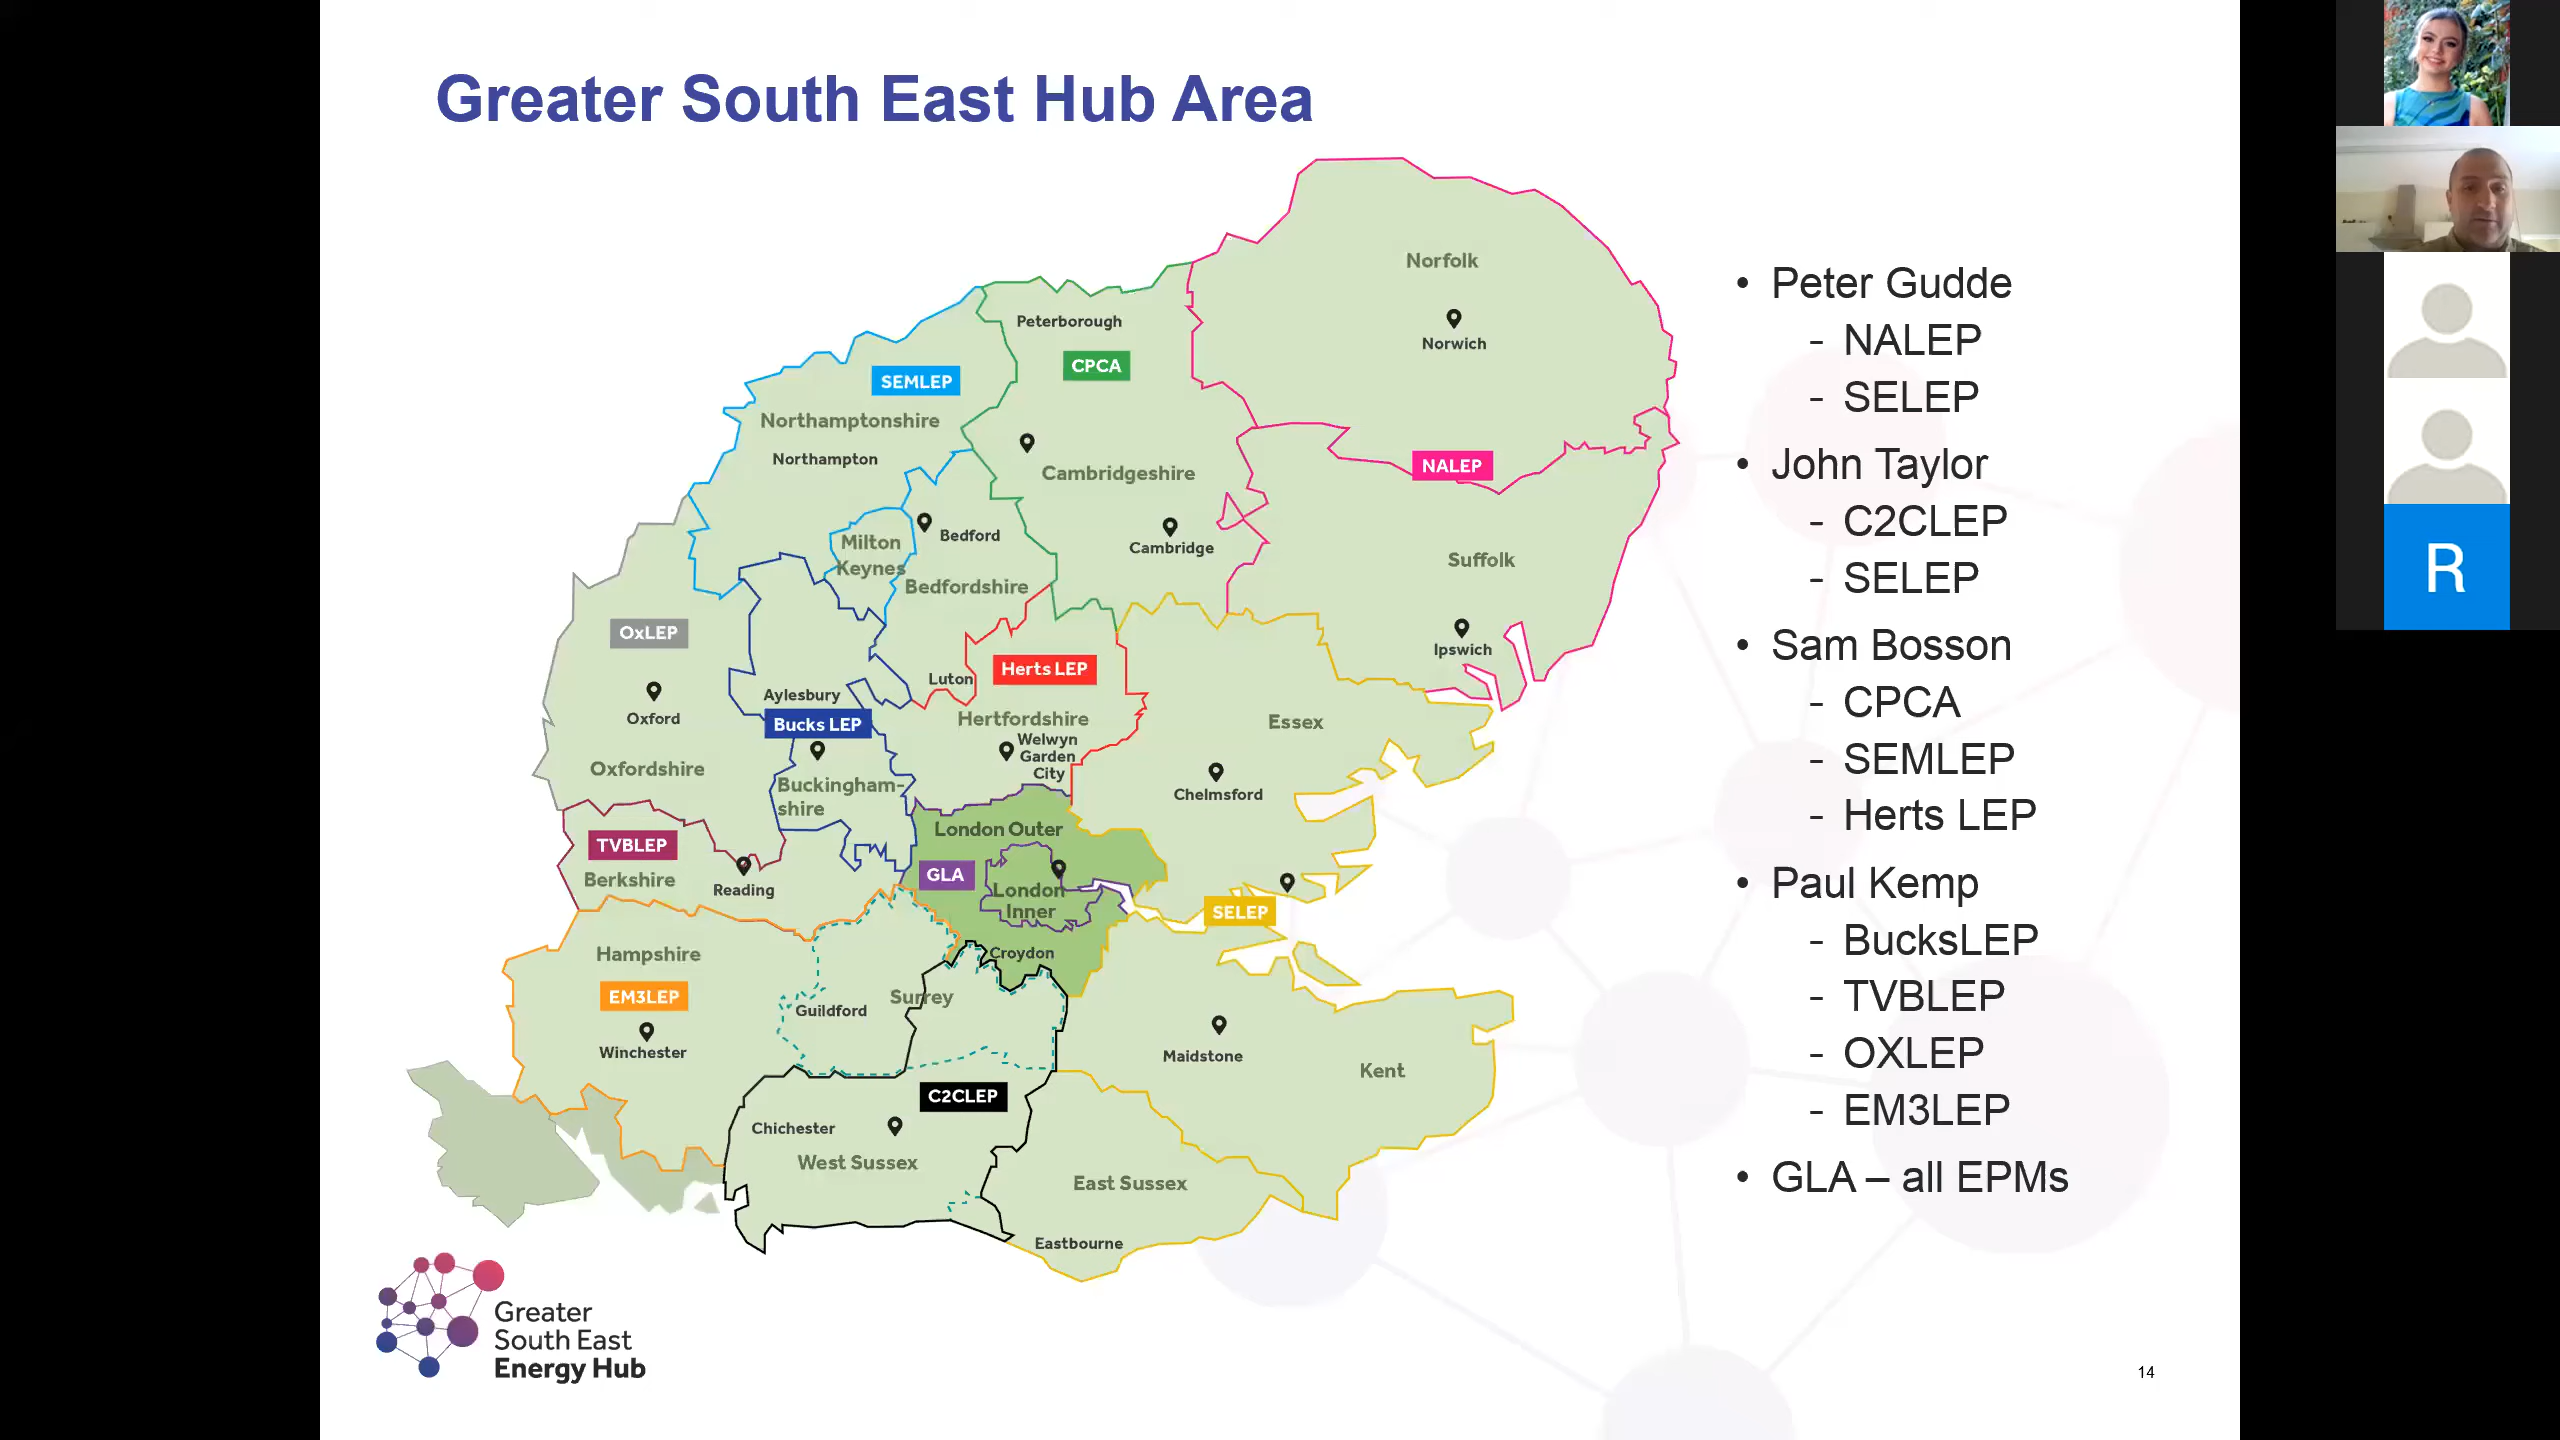 Greater South East Hub Area
Norfolk
Norwich
Peterborough
CPCA
SEMLEP
Northamptonshire
Northampton
Cambridgeshire
NALEP
Bedford
Milton
Keynes
Cambridge
Suffolk
Bedfordshire
OxLEP
Ipswich
Herts LEP
Luton
Aylesbury
Oxford
Bucks LEP
Hertfordshire
Essex
Welwyn
Garden
City
Oxfordshire
Buckingham-
shire
Chelmsford
London Outer
TVBLEP
GLA
Berkshire
Reading
London
Inner
SELEP
Hampshire
Croydon
EM3LEP
Surrey
Guildford
Winchester
Maidstone
Kent
C2CLEP
Chichester
West Sussex
East Sussex
Eastbourne
• Peter Gudde
- NALEP
- SELEP
• John Taylor
- C2CLEP
- SELEP
• Sam Bosson
- CPCA
- SEMLEP
- Herts LEP
• Paul Kemp
- BucksLEP
- TVBLEP
- OXLEP
- EM3LEP
• GLA – all EPMs
Greater
South East
Energy Hub
14
R